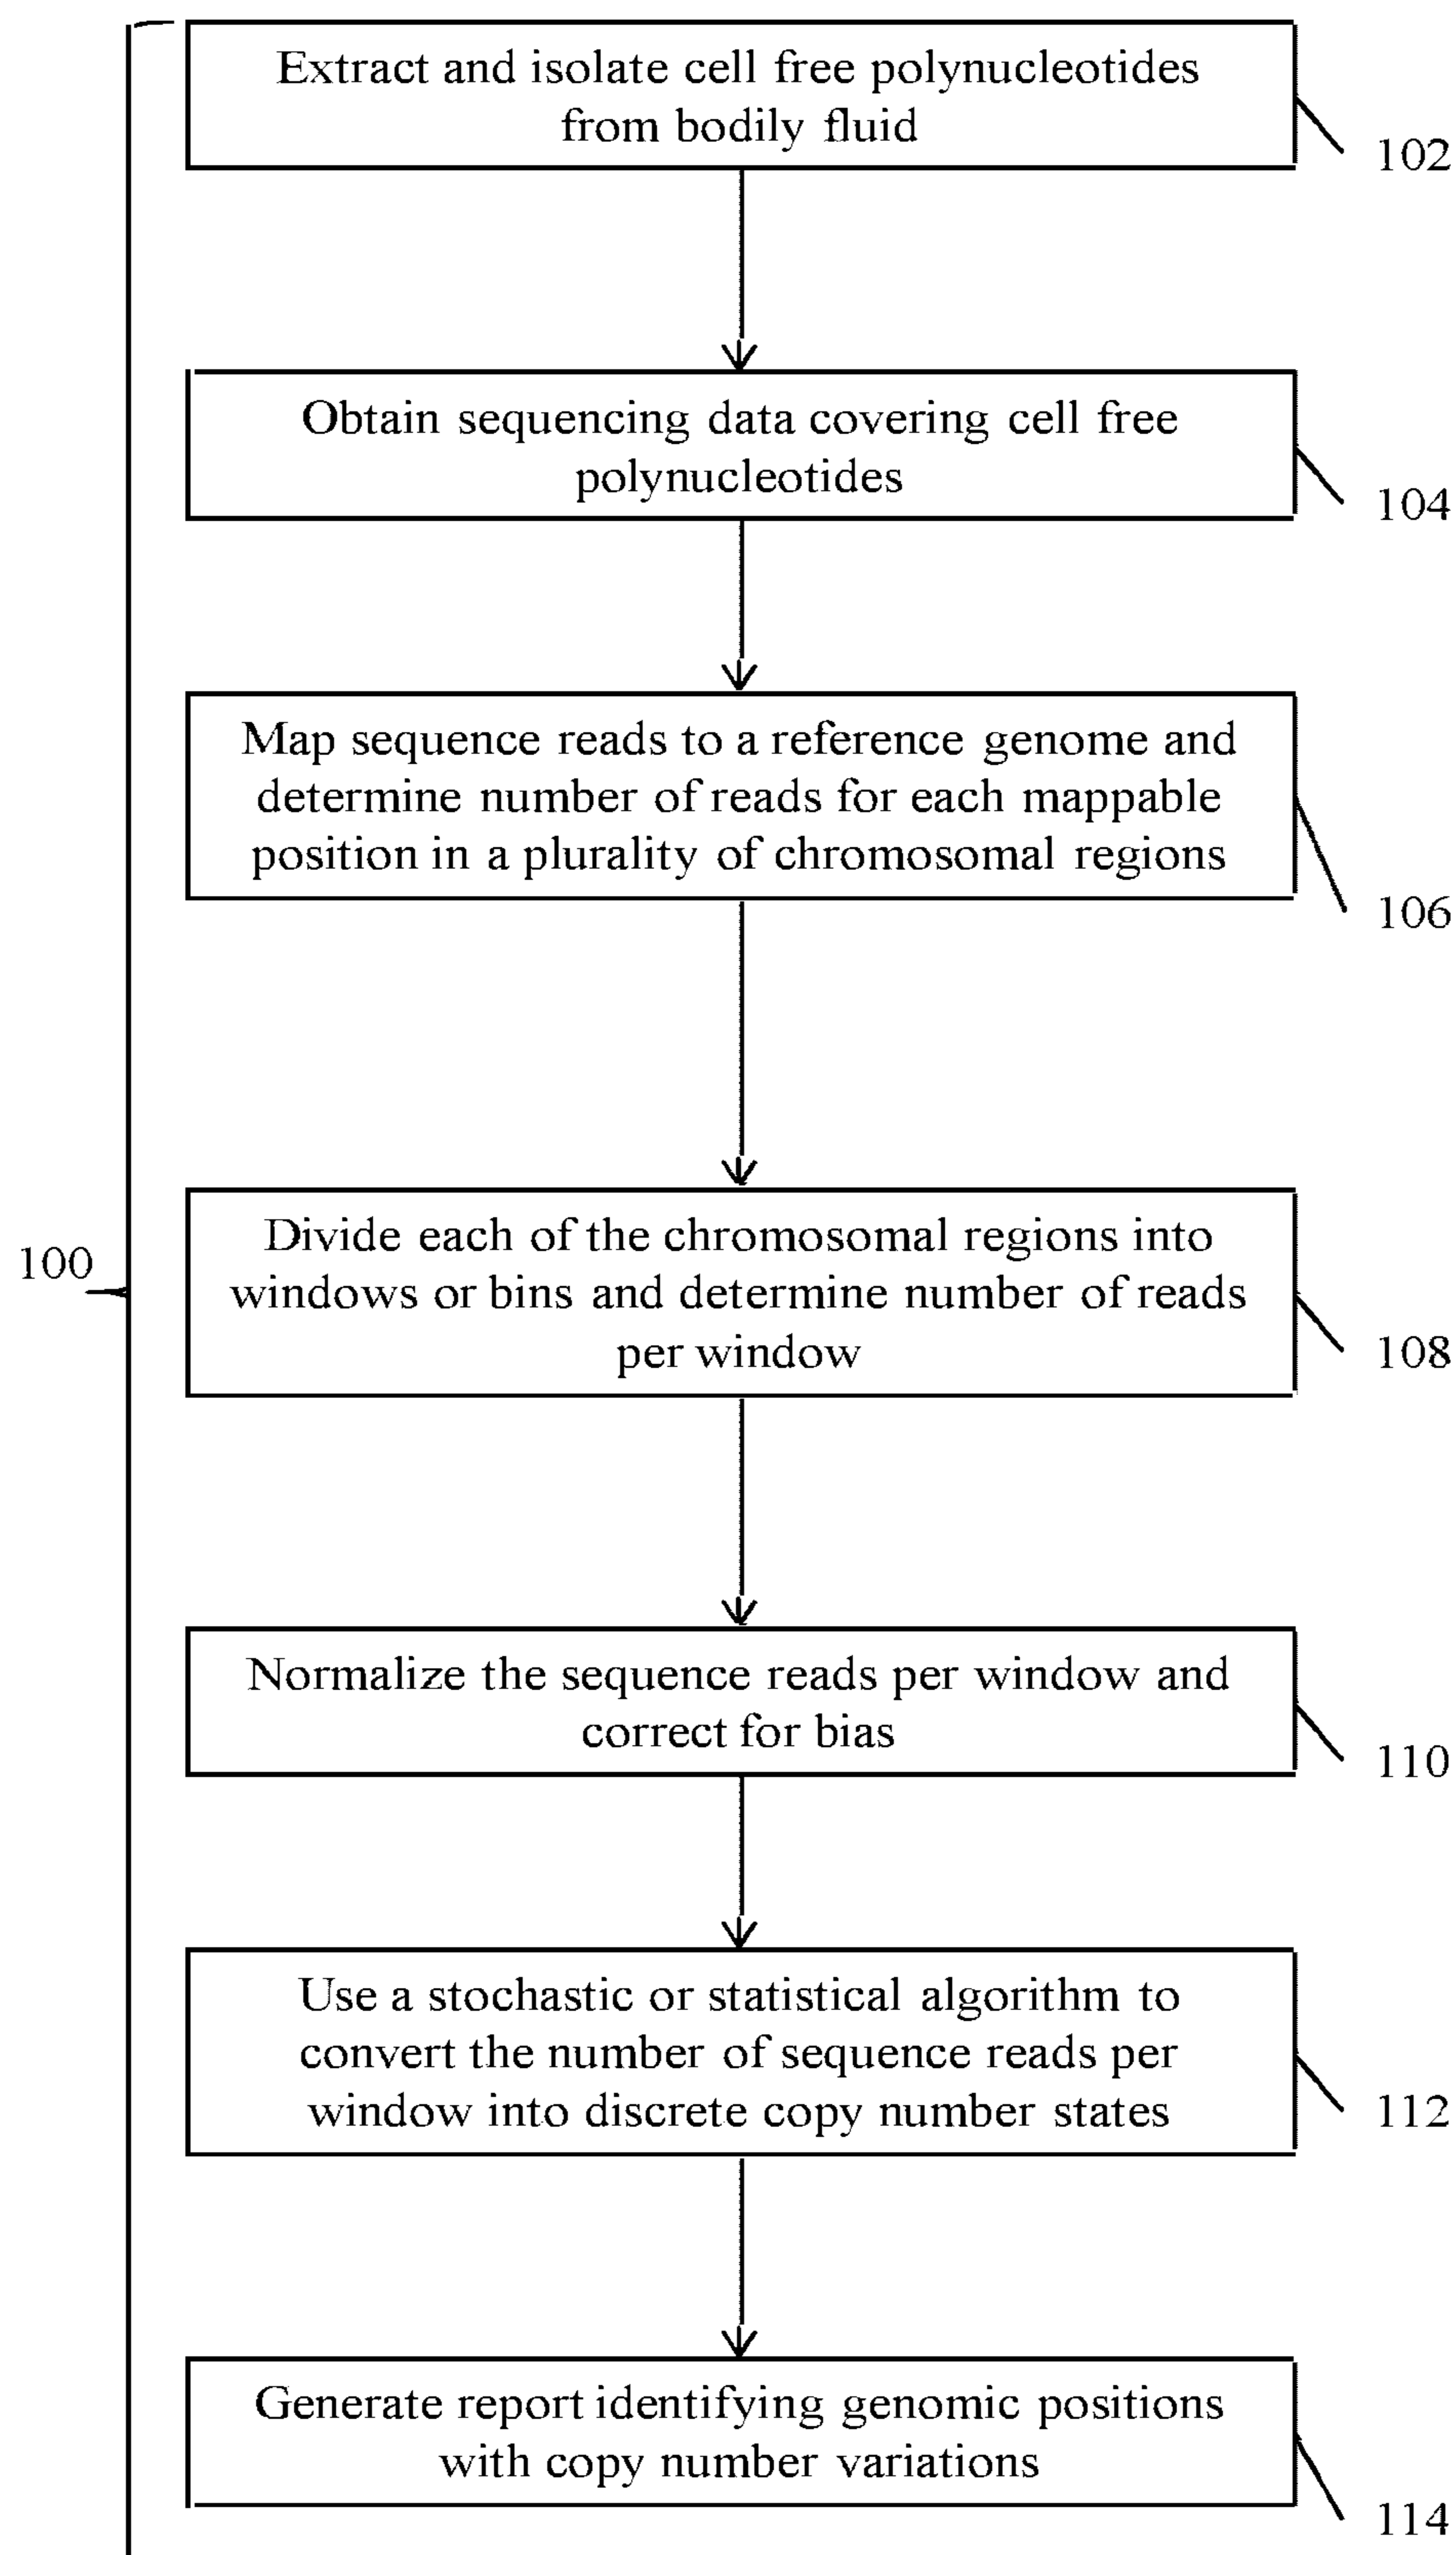 Extract and isolate cell free polynucleotides
from bodily fluid
102
Obtain sequencing data covering cell free
polynucleotides
104
Map sequence reads to a reference genome and
determine number of reads for each mappable
position in a plurality of chromosomal regions
106
100
Divide each of the chromosomal regions into
windows or bins and determine number of reads
per window
108
Normalize the sequence reads per window and
correct for bias
110
Use a stochastic or statistical algorithm to
convert the number of sequence reads per
window into discrete copy number states
112
Generate report identifying genomic positions
with copy number variations
114